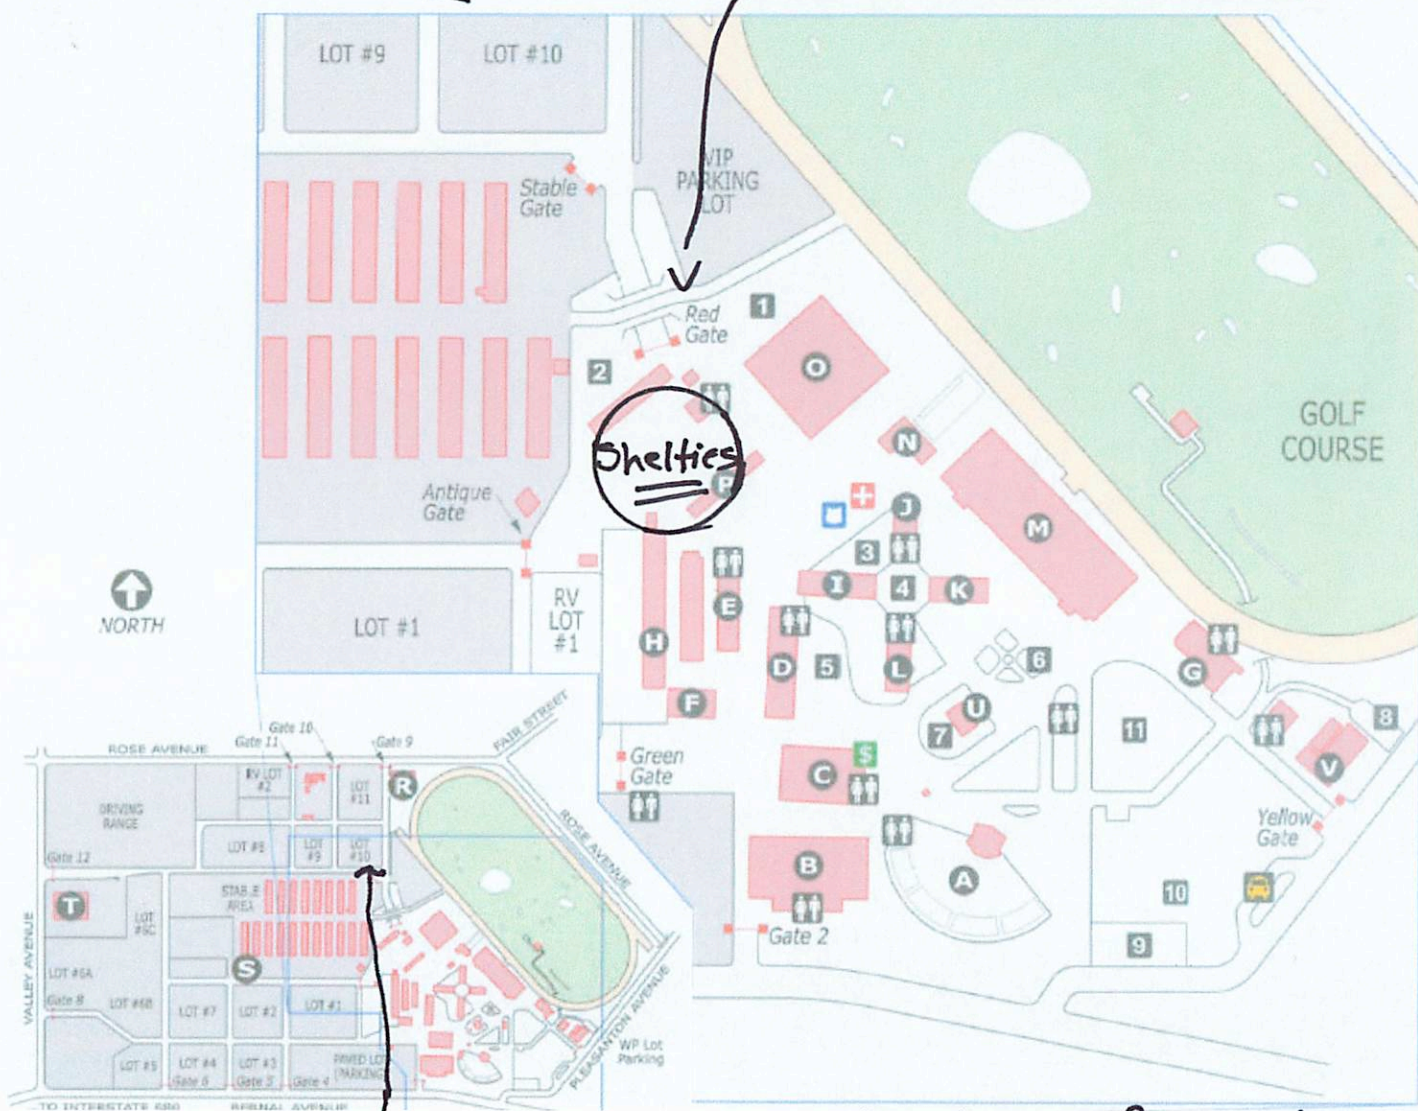 LOT #9
LOT #10
VIP
PARKING
LOT
Stable
Gate
1
Red
Gate
2
O
GOLF
COURSE
N
Shelties
P
Antique
Gate
J
M
3
I
4
K
E
NORTH
LOT #1
RV
LOT
#1
H
D
5
L
6
G
F
U
7
11
8
V
Green
Gate
C
$
Yellow
Gate
B
A
10
Gate 2
9
ROSE AVENUE
Gate 11
Gate 10
Gate 9
FAIR STREET
RV LOT
#2
LOT
#11
R
DRIVING
RANGE
ROSE AVENUE
LOT #8
LOT
#9
LOT
#10
Gate 12
STABLE
AREA
T
LOT
#6C
S
VALLEY AVENUE
LOT #6A
Gate 8
LOT #6B
LOT #7
LOT #2
LOT #1
PLEASANTON AVENUE
WP Lot
Parking
LOT #5
LOT #4
LOT #3
PAVED LOT
(PARKING)
Gate 6
Gate 5
Gate 4
TO INTERSTATE 680
BERNAL AVENUE